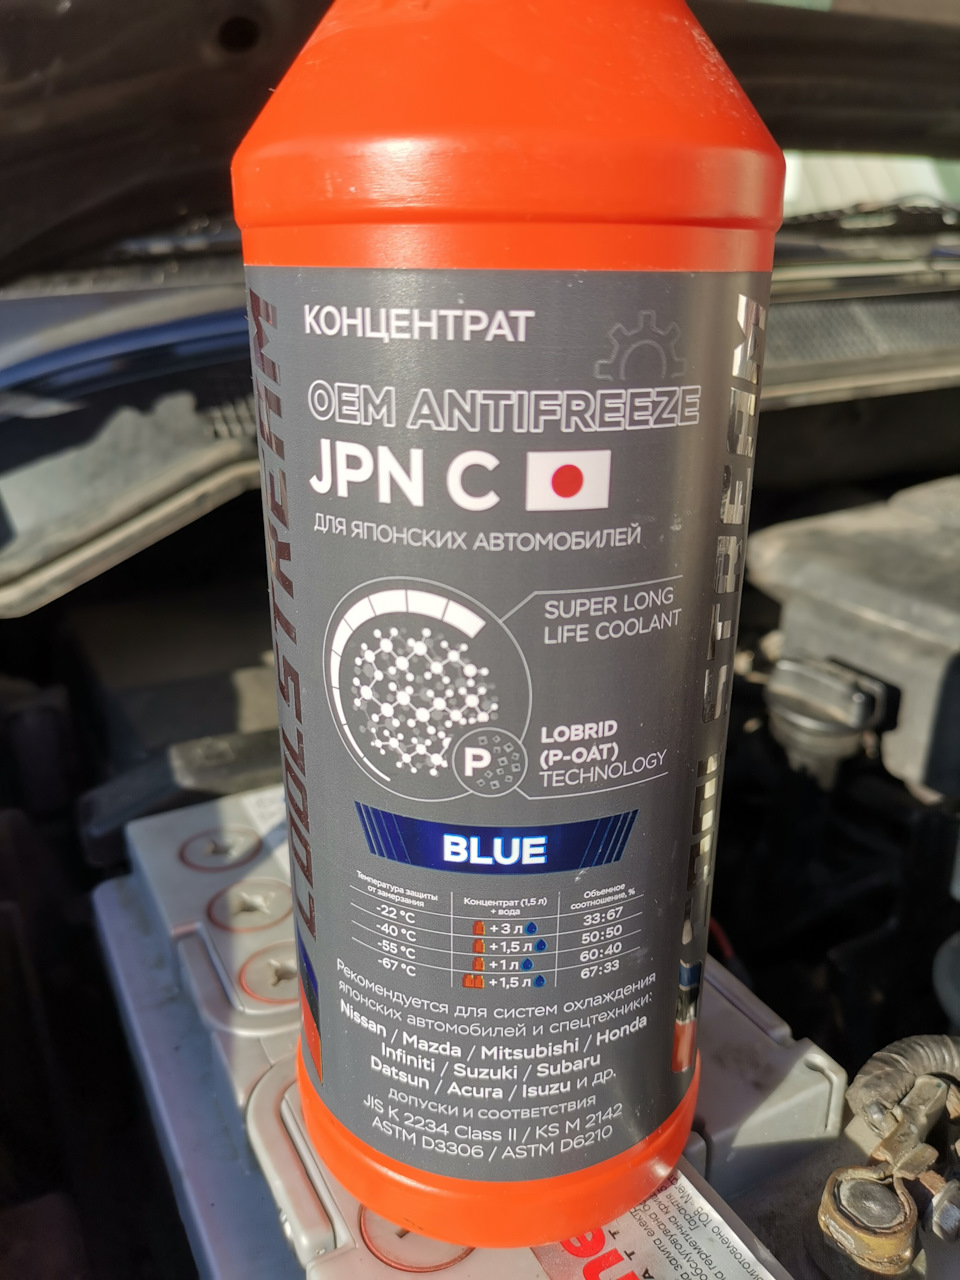 КОНЦЕНТРАТ
OEM ANTIFREEZE
JPN C
ДЛЯ ЯПОНСКИХ АВТОМОБИЛЕЙ
SUPER LONG
LIFE COOLANT
P
LOBRID
(P-OAT)
TECHNOLOGY
BLUE
Температура защиты
от замерзания
Концентрат (1,5 л)
+ вода
Объемное
соотношение, %
-22 °C +3 л 33:67
-40 °C +1,5 л 50:50
-55 °C +1 л 60:40
-67 °C +1,5 л 67:33
Рекомендуется для систем охлаждения
японских автомобилей и спецтехники:
Nissan / Mazda / Mitsubishi / Honda
Infiniti / Suzuki / Subaru
Datsun / Acura / Isuzu и др.
допуски и соответствия
JIS K 2234 Class II / KS M 2142
ASTM D3306 / ASTM D6210
COOLSTREAM
COOLSTREAM